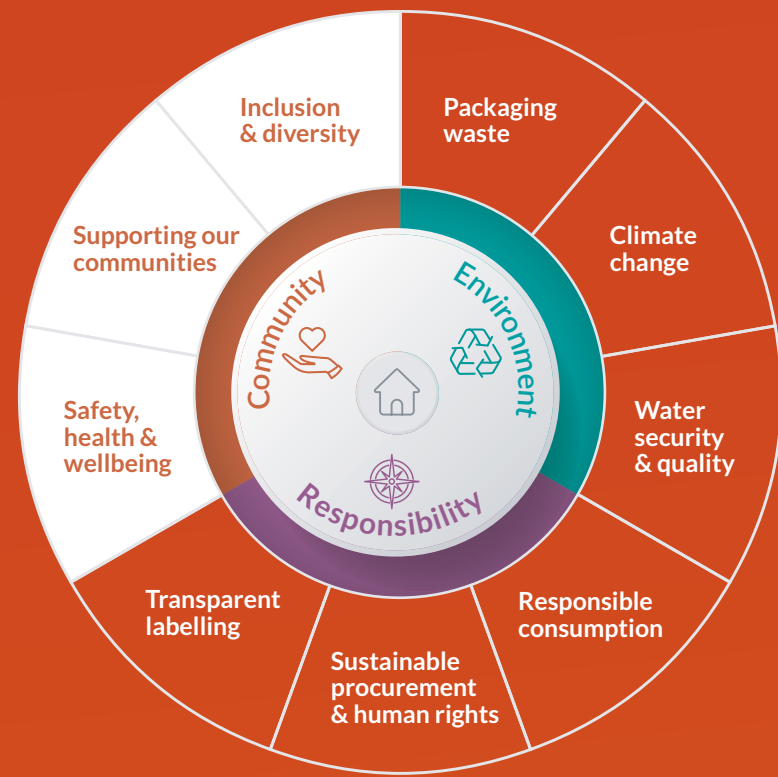 Inclusion
& diversity
Packaging
waste
Supporting our
communities
Climate
change
Community
Environment
Safety,
health &
wellbeing
Water
security
& quality
Responsibility
Transparent
labelling
Responsible
consumption
Sustainable
procurement
& human rights